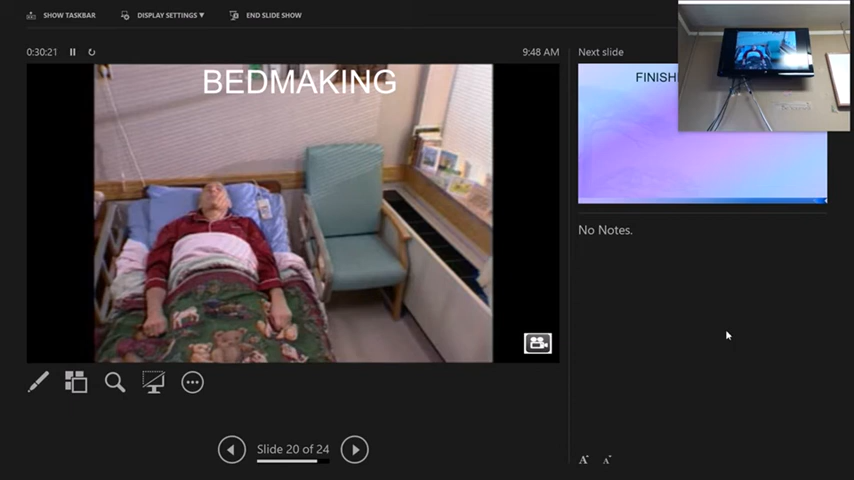 SHOW TASKBAR
DISPLAY SETTINGS ▼
END SLIDE SHOW
0:30:21
9:48 AM
Next slide
BEDMAKING
FINISH
No Notes.
Slide 20 of 24
A
A